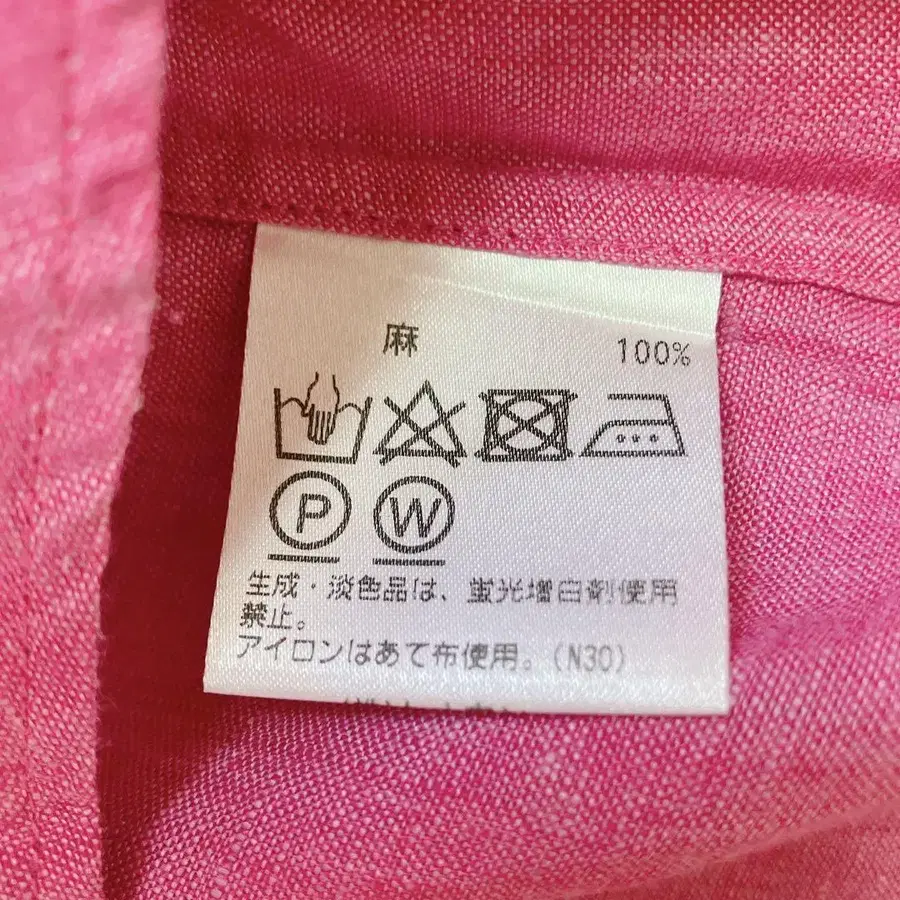 麻 100%
P W
生成・淡色品は、蛍光増白剤使用
禁止。
アイロンはあて布使用。(N30)